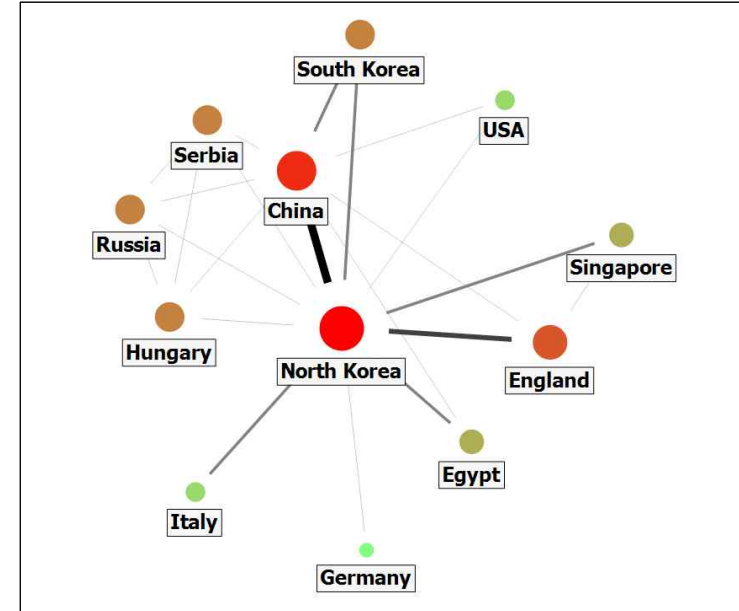 South Korea
USA
Serbia
China
Russia
Singapore
Hungary
North Korea
England
Egypt
Italy
Germany